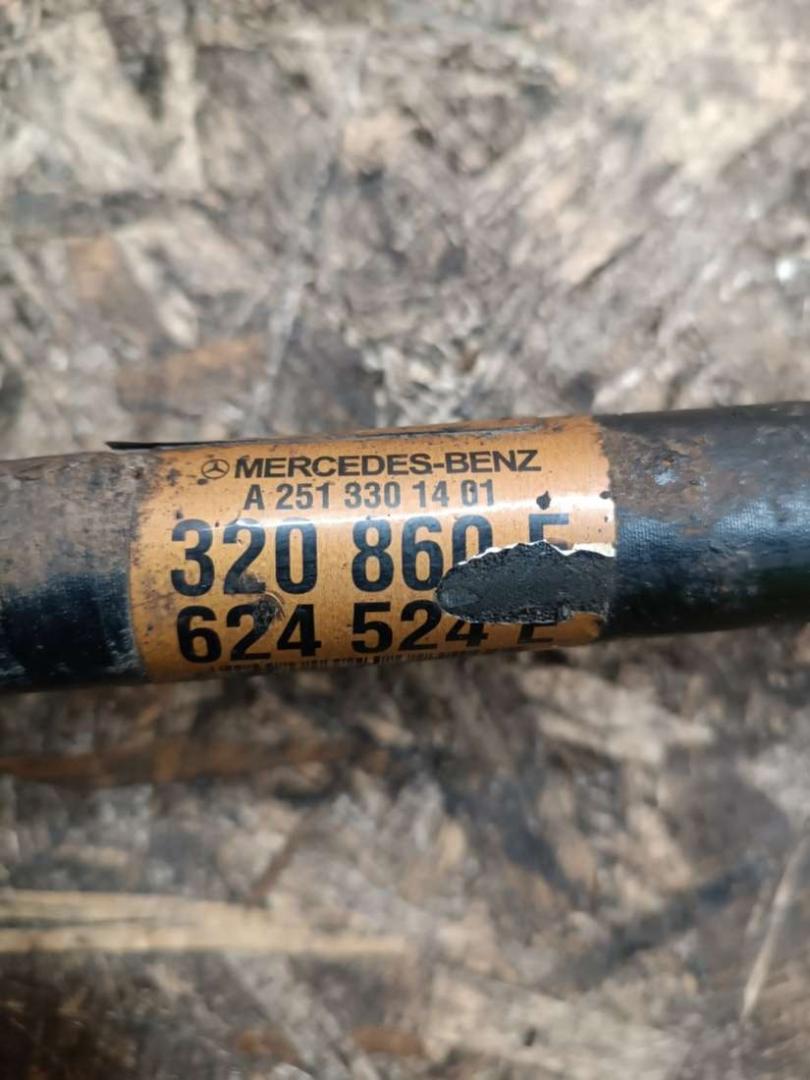 MERCEDES-BENZ
A 251 330 14 01
320 860
624 524 E